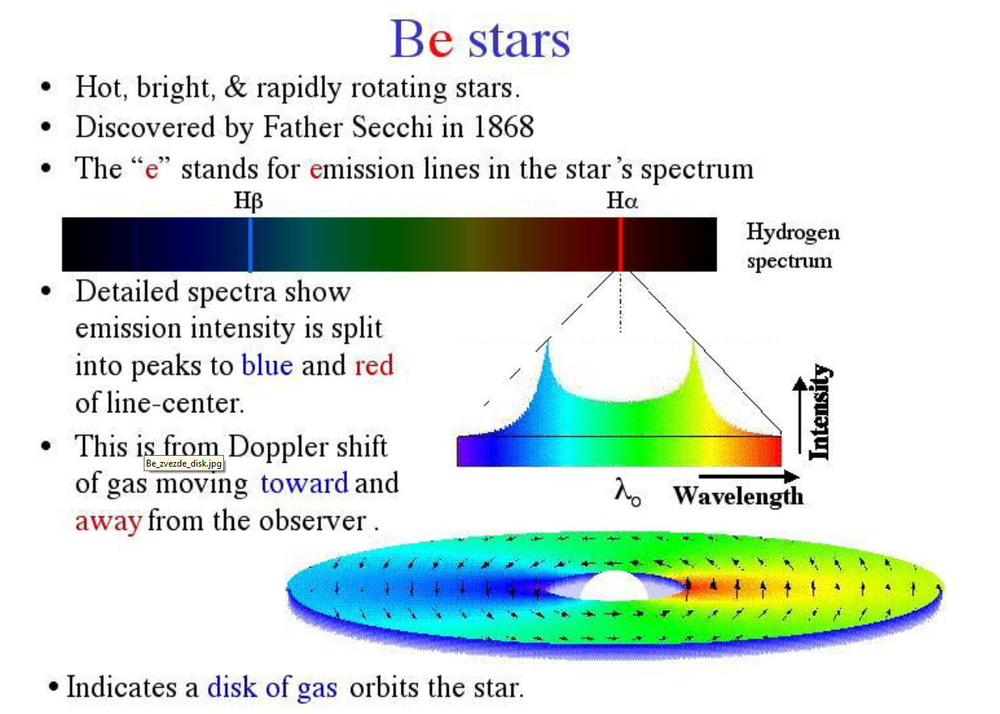 Be stars
• Hot, bright, & rapidly rotating stars.
• Discovered by Father Secchi in 1868
• The “e” stands for emission lines in the star’s spectrum
Hβ Hα
Hydrogen
spectrum
• Detailed spectra show
emission intensity is split
into peaks to blue and red
of line-center.
• This is from Doppler shift
Be_zvezde_disk.jpg
of gas moving toward and
away from the observer .
Intensity
λo Wavelength
• Indicates a disk of gas orbits the star.